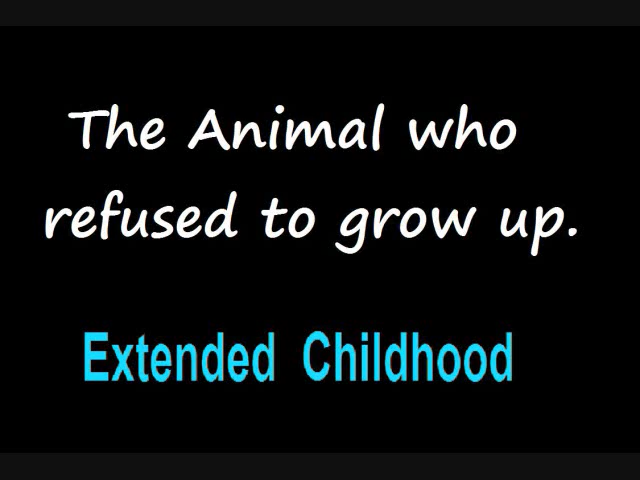 The Animal who
refused to grow up.
Extended Childhood